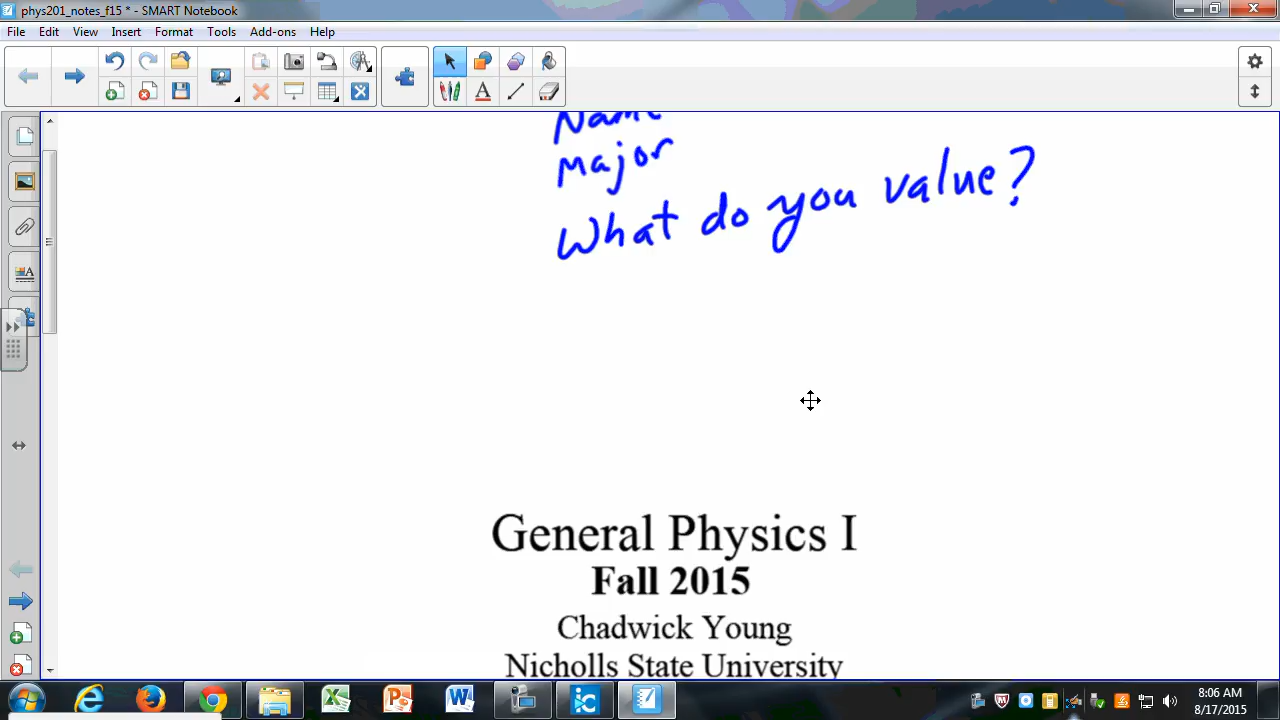 phys201_notes_f15 * - SMART Notebook
File Edit View Insert Format Tools Add-ons Help
Name
Major
What do you value?
General Physics I
Fall 2015
Chadwick Young
Nicholls State University
8:06 AM
8/17/2015